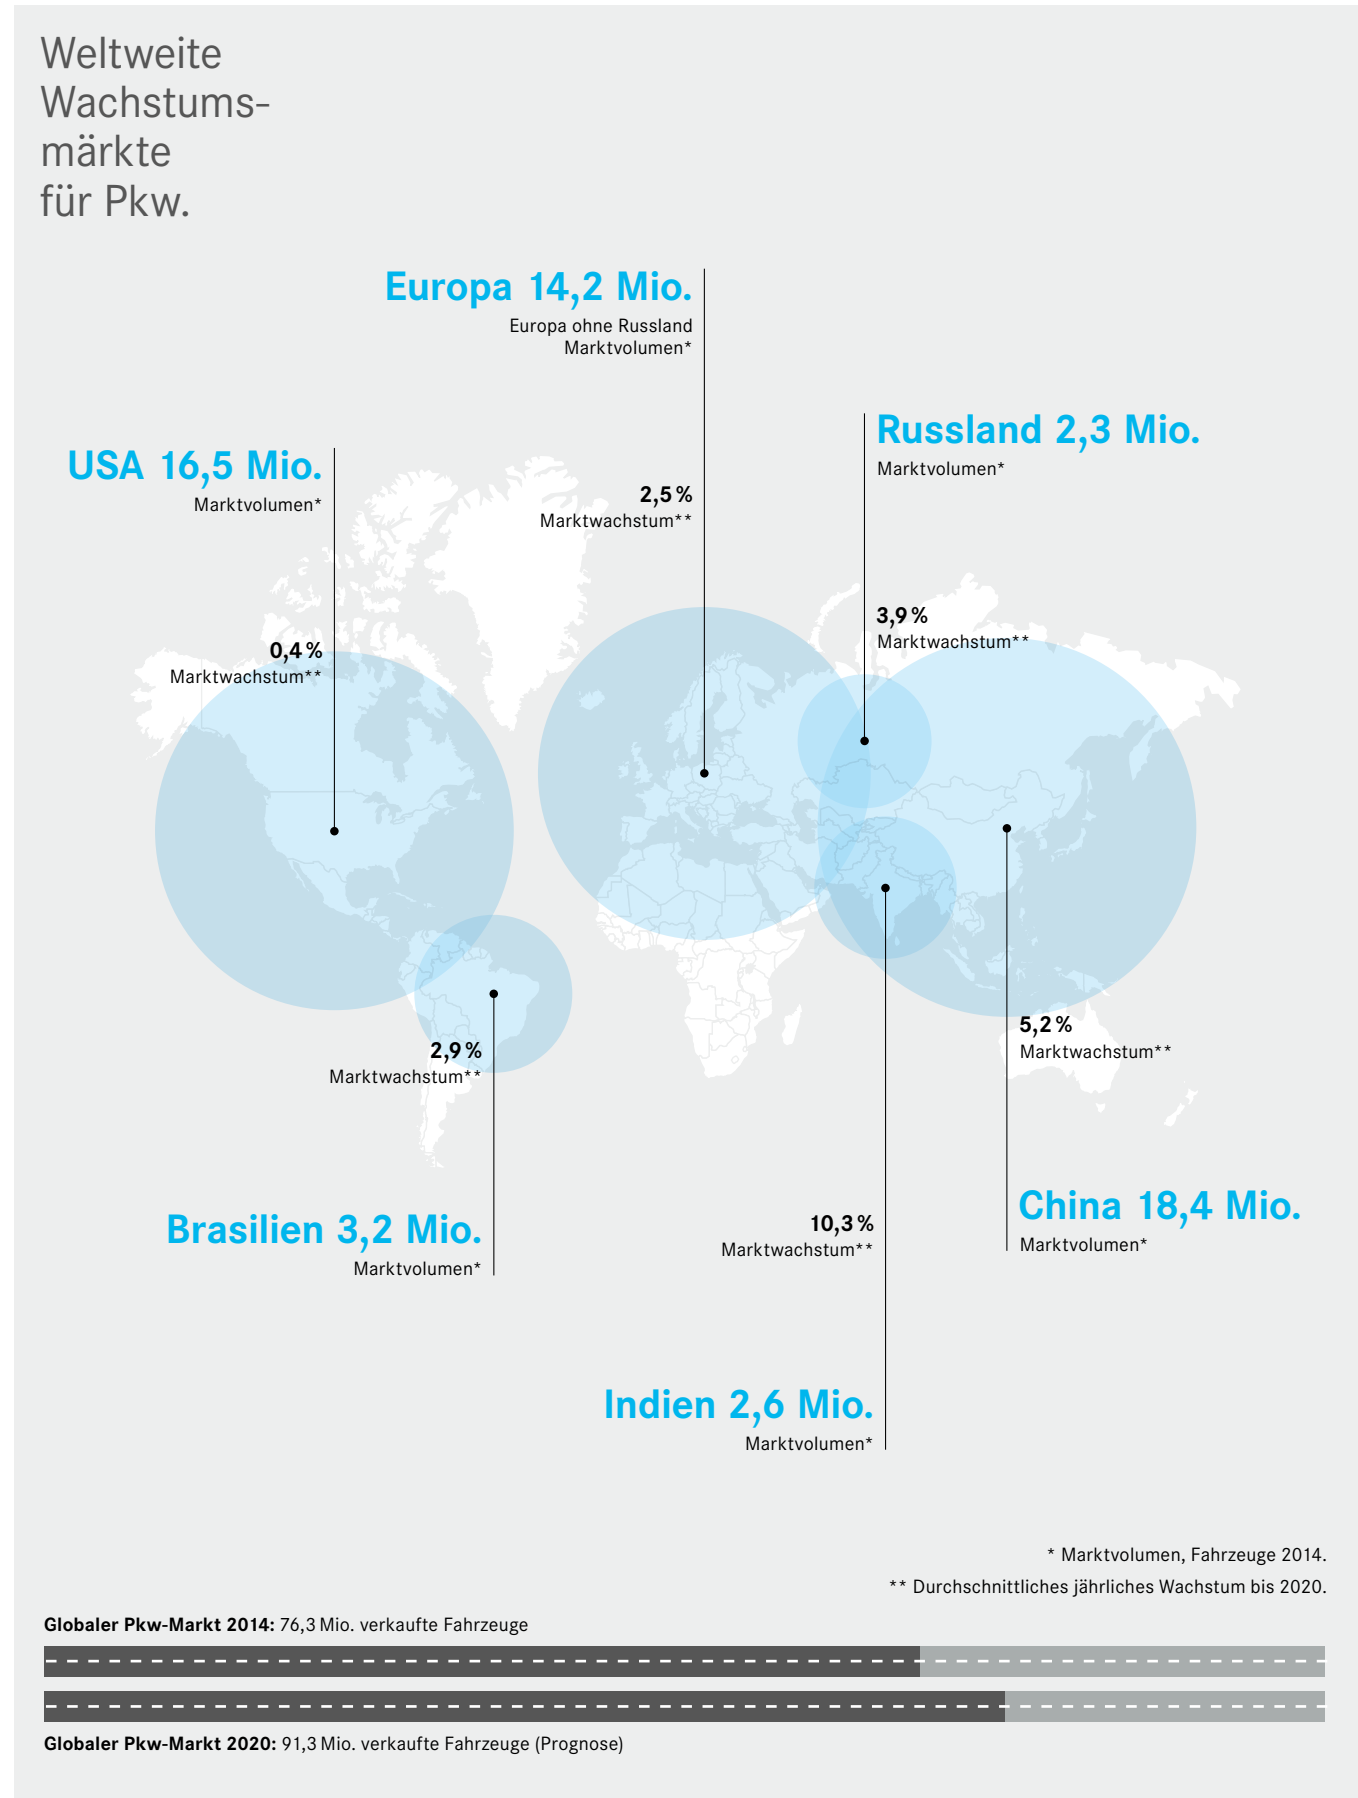 Weltweite
Wachstums-
märkte
für Pkw.
Europa 14,2 Mio.
Europa ohne Russland
Marktvolumen*
2,5 %
Marktwachstum**
Russland 2,3 Mio.
Marktvolumen*
3,9 %
Marktwachstum**
USA 16,5 Mio.
Marktvolumen*
0,4 %
Marktwachstum**
2,9 %
Marktwachstum**
Brasilien 3,2 Mio.
Marktvolumen*
5,2 %
Marktwachstum**
China 18,4 Mio.
Marktvolumen*
10,3 %
Marktwachstum**
Indien 2,6 Mio.
Marktvolumen*
* Marktvolumen, Fahrzeuge 2014.
** Durchschnittliches jährliches Wachstum bis 2020.
Globaler Pkw-Markt 2014: 76,3 Mio. verkaufte Fahrzeuge
Globaler Pkw-Markt 2020: 91,3 Mio. verkaufte Fahrzeuge (Prognose)